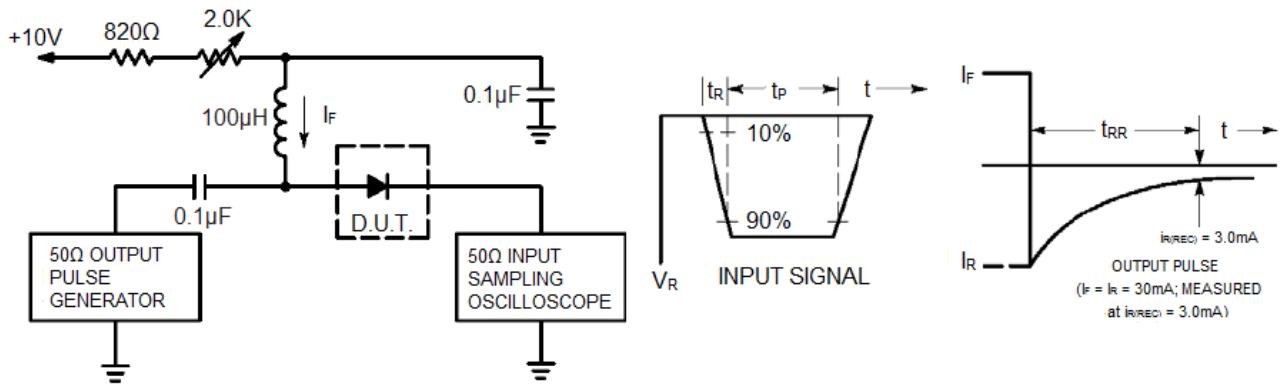 +10V
820Ω
2.0K
0.1µF
100µH
IF
0.1µF
D.U.T.
50Ω OUTPUT
PULSE
GENERATOR
50Ω INPUT
SAMPLING
OSCILLOSCOPE
tR
tP
t
10%
90%
VR
INPUT SIGNAL
IF
tRR
t
IR
iR(REC) = 3.0mA
OUTPUT PULSE
(IF = IR = 30mA; MEASURED
at iR(REC) = 3.0mA)